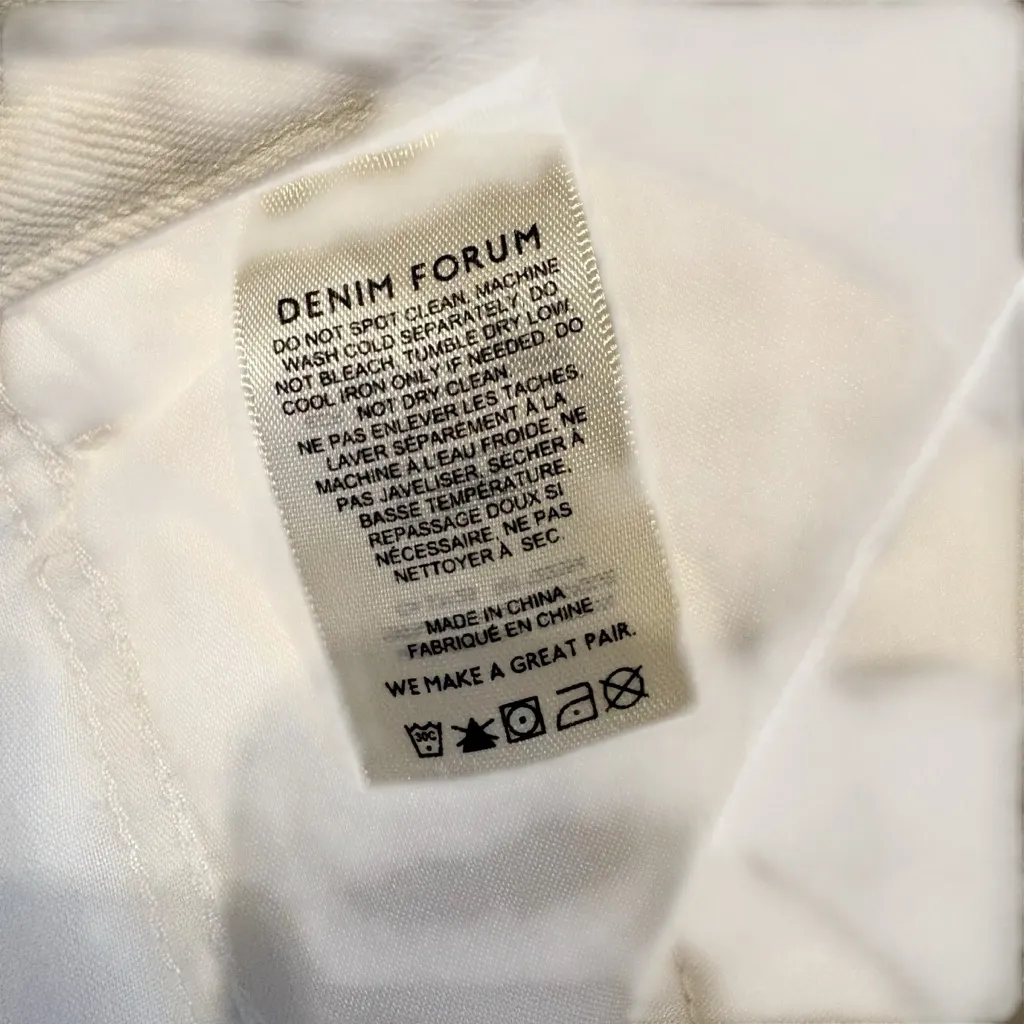 DENIM FORUM
DO NOT SPOT CLEAN. MACHINE
WASH COLD SEPARATELY. DO
NOT BLEACH. TUMBLE DRY LOW.
COOL IRON ONLY IF NEEDED. DO
NOT DRY CLEAN
NE PAS ENLEVER LES TACHES.
LAVER SÉPAREMENT À LA
MACHINE À L'EAU FROIDE. NE
PAS JAVELISER. SÉCHER À
BASSE TEMPÉRATURE.
REPASSAGE DOUX SI
NÉCESSAIRE. NE PAS
NETTOYER À SEC.
MADE IN CHINA
FABRIQUÉ EN CHINE
WE MAKE A GREAT PAIR.
30C